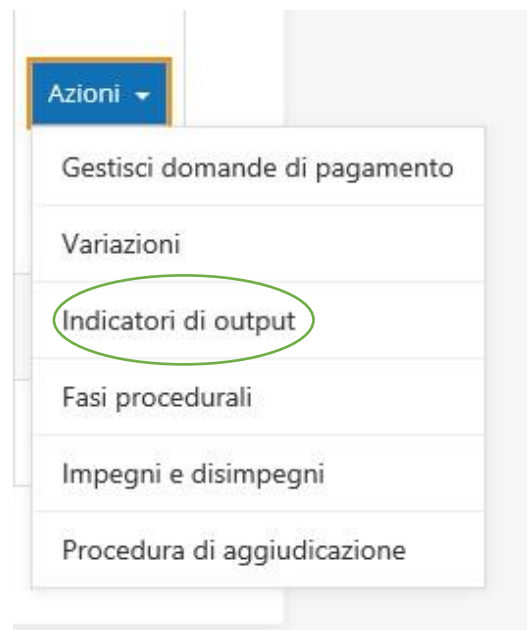 Azioni
Gestisci domande di pagamento
Variazioni
Indicatori di output
Fasi procedurali
Impegni e disimpegni
Procedura di aggiudicazione